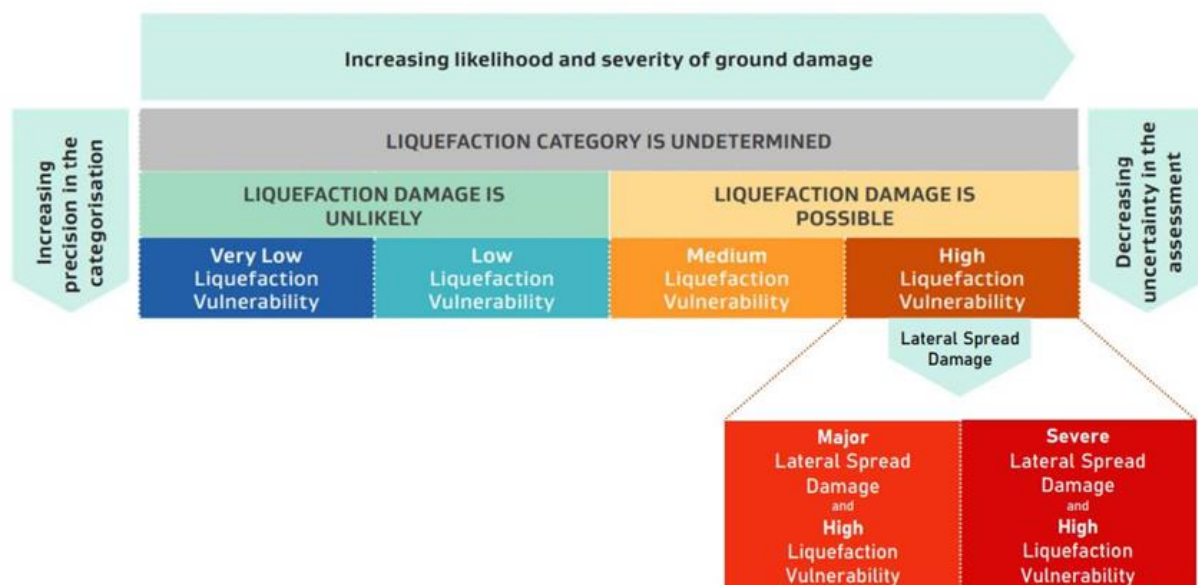 Increasing likelihood and severity of ground damage
Increasing
precision in the
categorisation
LIQUEFACTION CATEGORY IS UNDETERMINED
Decreasing
uncertainty in the
assessment
LIQUEFACTION DAMAGE IS
UNLIKELY
LIQUEFACTION DAMAGE IS
POSSIBLE
Very Low
Liquefaction
Vulnerability
Low
Liquefaction
Vulnerability
Medium
Liquefaction
Vulnerability
High
Liquefaction
Vulnerability
Lateral Spread
Damage
Major
Lateral Spread
Damage
and
High
Liquefaction
Vulnerability
Severe
Lateral Spread
Damage
and
High
Liquefaction
Vulnerability